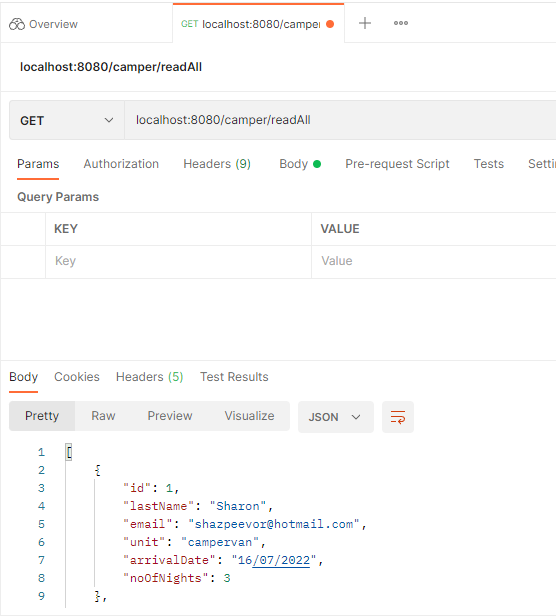 Overview GET localhost:8080/camper
localhost:8080/camper/readAll
GET localhost:8080/camper/readAll
Params Authorization Headers (9) Body Pre-request Script Tests Setti
Query Params
KEY VALUE
Key Value
Body Cookies Headers (5) Test Results
Pretty Raw Preview Visualize JSON
1 [
2 {
3 "id": 1,
4 "lastName": "Sharon",
5 "email": "shazpeevor@hotmail.com",
6 "unit": "campervan",
7 "arrivalDate": "16/07/2022",
8 "noOfNights": 3
9 },